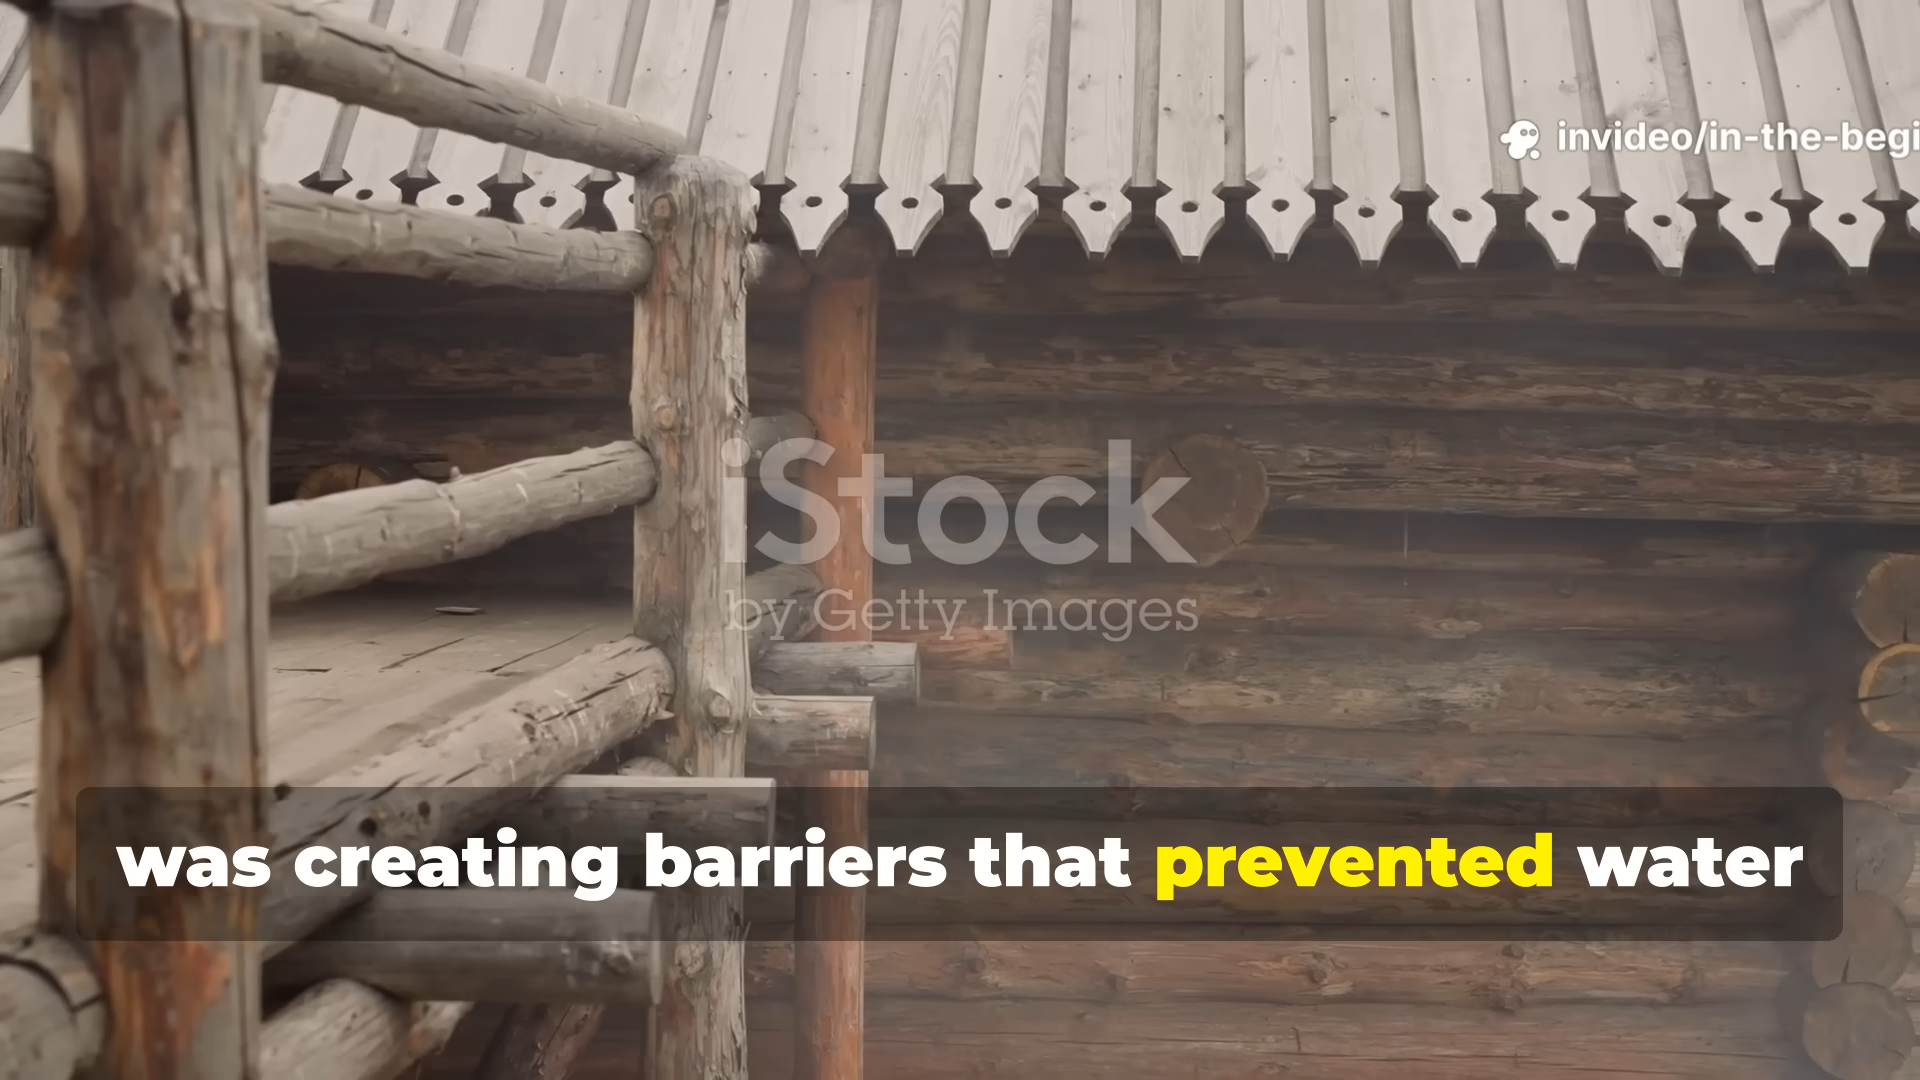 invideo/in-the-begi
iStock
by Getty Images
was creating barriers that prevented water